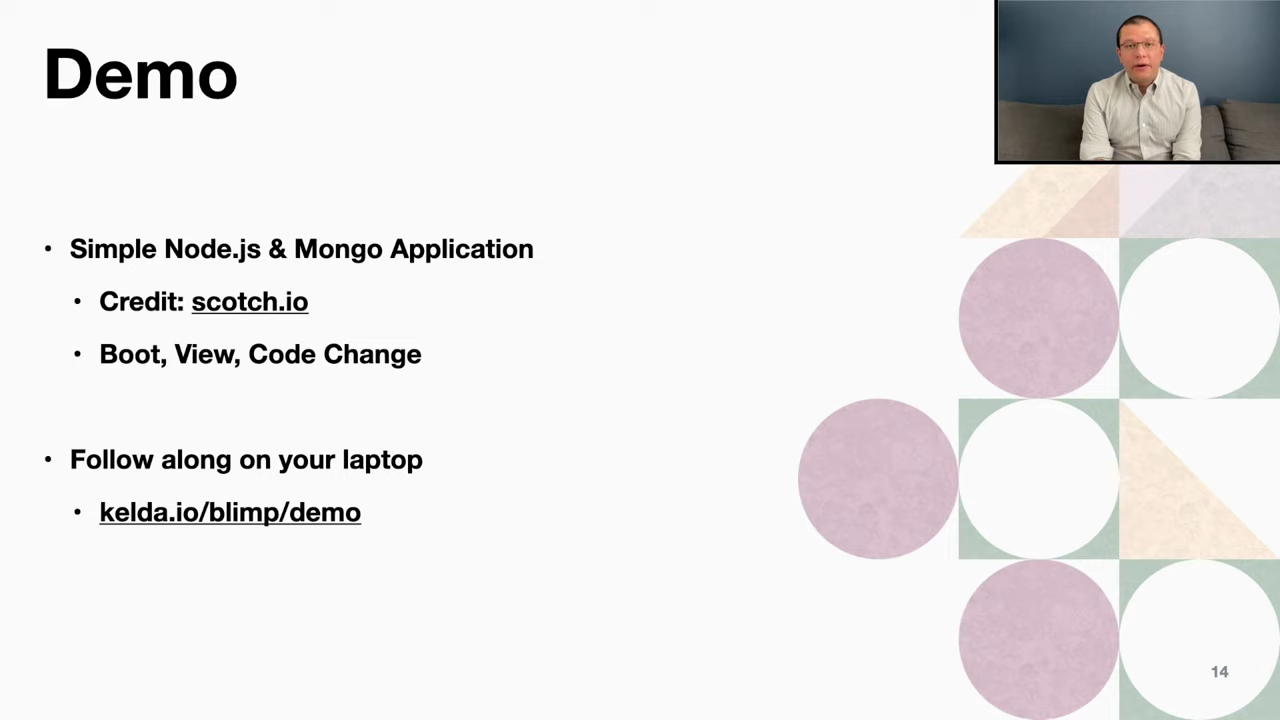 Demo
• Simple Node.js & Mongo Application
• Credit: scotch.io
• Boot, View, Code Change
• Follow along on your laptop
• kelda.io/blimp/demo
14